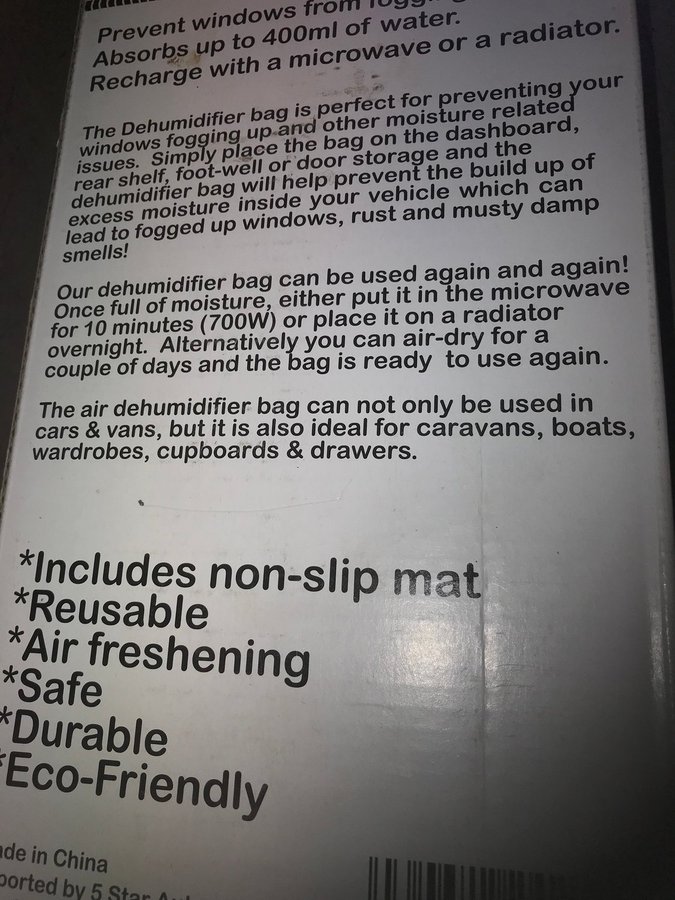 Prevent windows from fogging
Absorbs up to 400ml of water.
Recharge with a microwave or a radiator.
The Dehumidifier bag is perfect for preventing your
windows fogging up and other moisture related
issues. Simply place the bag on the dashboard,
rear shelf, foot-well or door storage and the
dehumidifier bag will help prevent the build up of
excess moisture inside your vehicle which can
lead to fogged up windows, rust and musty damp
smells!
Our dehumidifier bag can be used again and again!
Once full of moisture, either put it in the microwave
for 10 minutes (700W) or place it on a radiator
overnight. Alternatively you can air-dry for a
couple of days and the bag is ready to use again.
The air dehumidifier bag can not only be used in
cars & vans, but it is also ideal for caravans, boats,
wardrobes, cupboards & drawers.
*Includes non-slip mat
*Reusable
*Air freshening
*Safe
*Durable
*Eco-Friendly
ade in China
ported by 5 Star